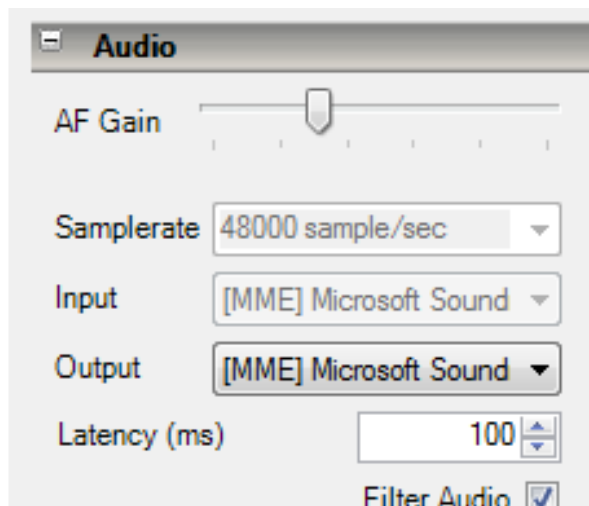 Audio
AF Gain
Samplerate 48000 sample/sec
Input [MME] Microsoft Sound
Output [MME] Microsoft Sound
Latency (ms) 100
Filter Audio